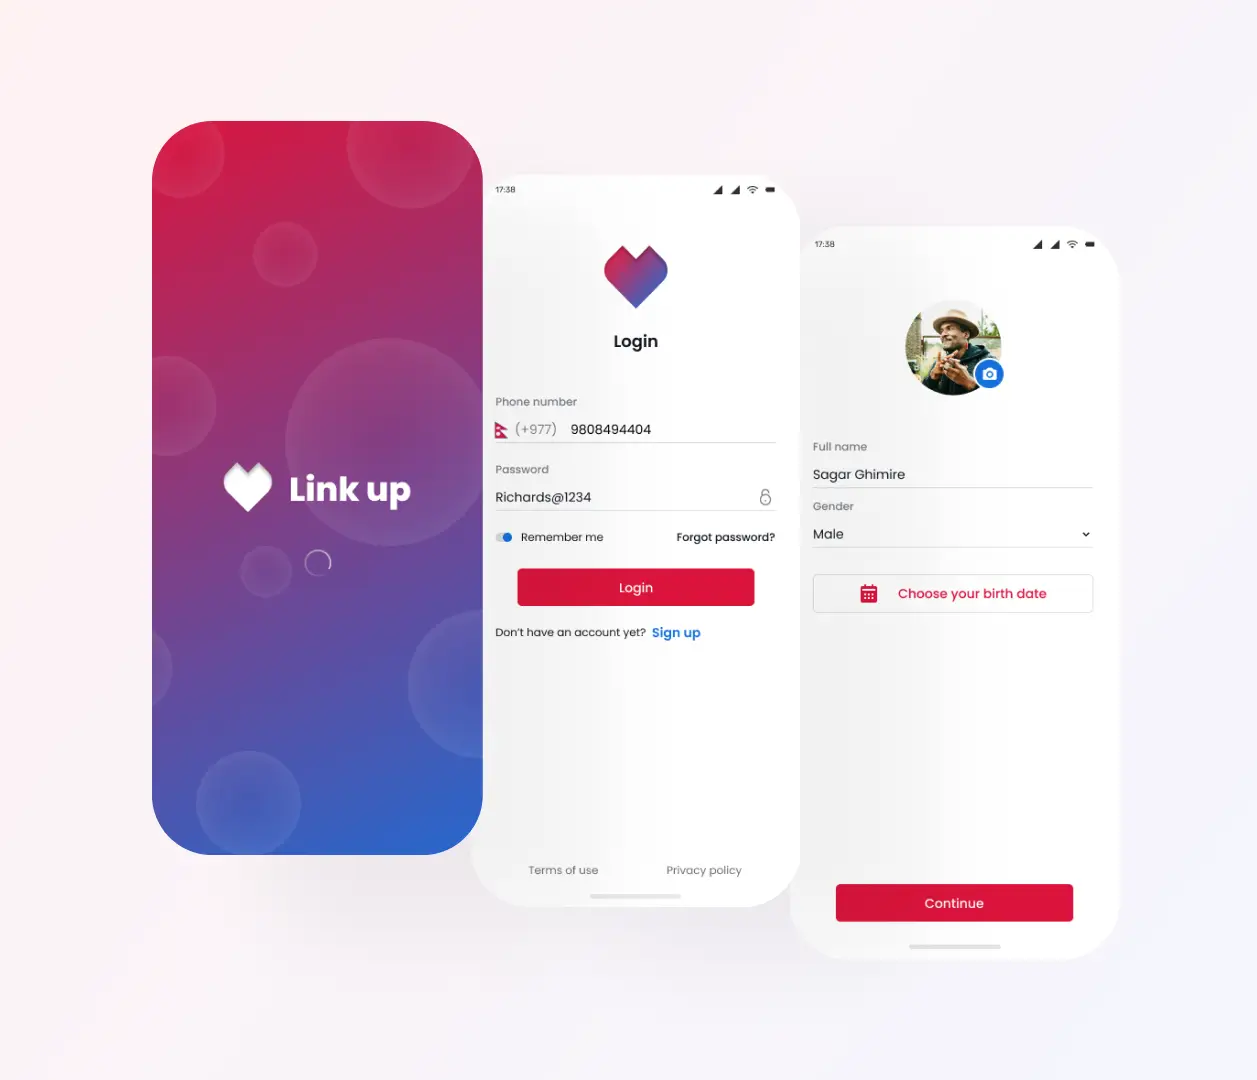 Link up
17:38
Login
Phone number
(+977) 9808494404
Password
Richards@1234
Remember me Forgot password?
Login
Don't have an account yet? Sign up
Terms of use Privacy policy
17:38
Full name
Sagar Ghimire
Gender
Male
Choose your birth date
Continue